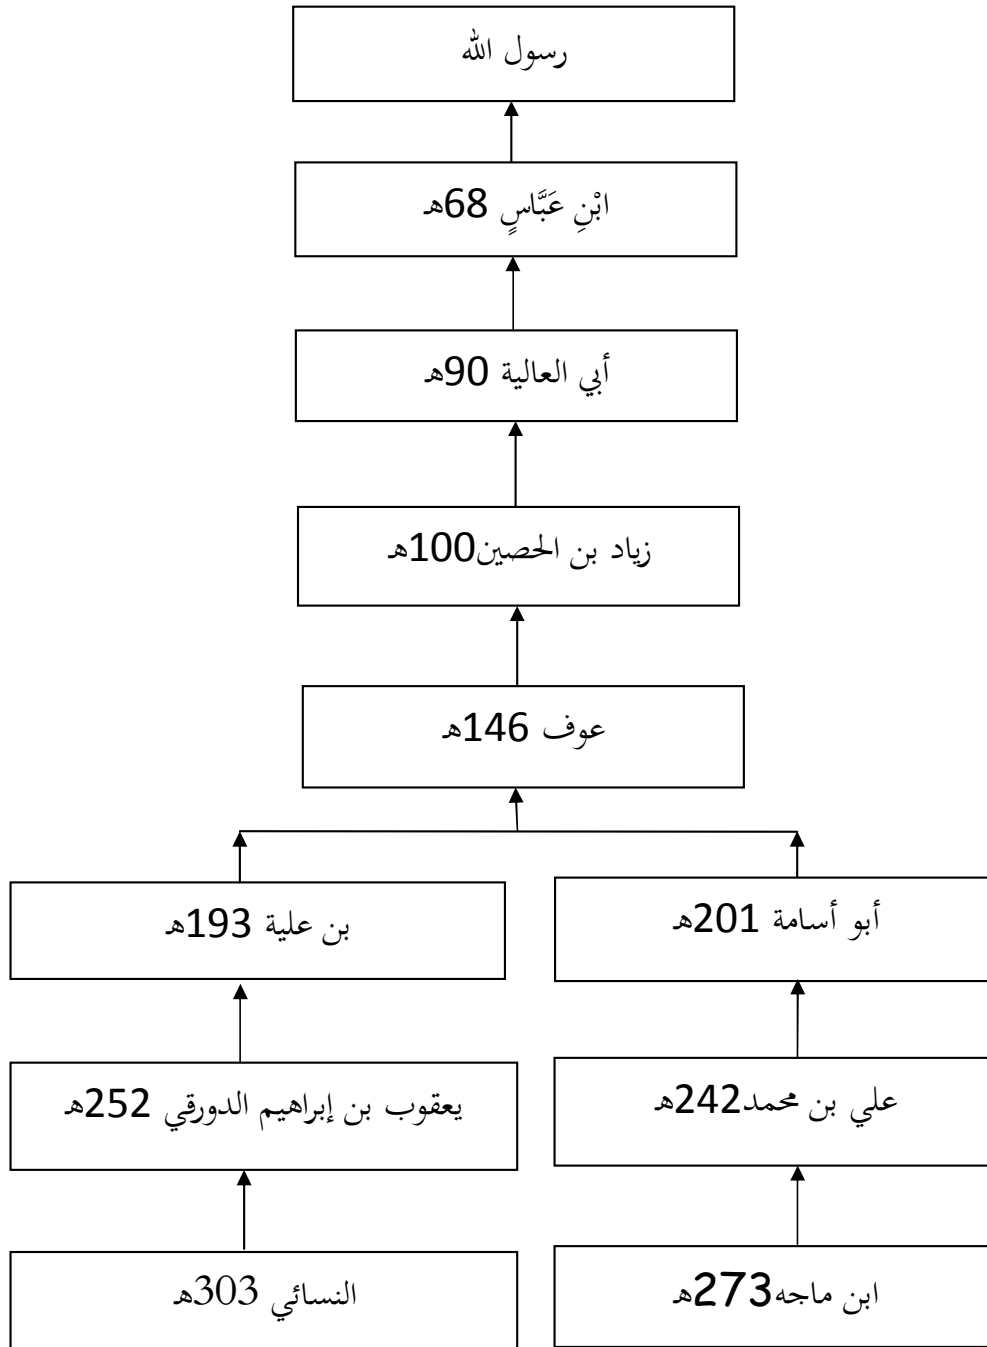 رسول الله
ابْنِ عَبَّاسٍ 68هـ
أبي العالية 90هـ
زياد بن الحصين100هـ
عوف 146هـ
أبو أسامة 201هـ
بن علية 193هـ
علي بن محمد242هـ
يعقوب بن إبراهيم الدورقي 252هـ
ابن ماجه273هـ
النسائي 303هـ